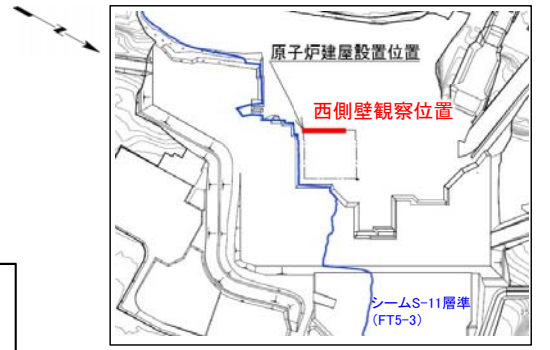 N
原子炉建屋設置位置
西側壁観察位置
シームS-11層準
(FT5-3)